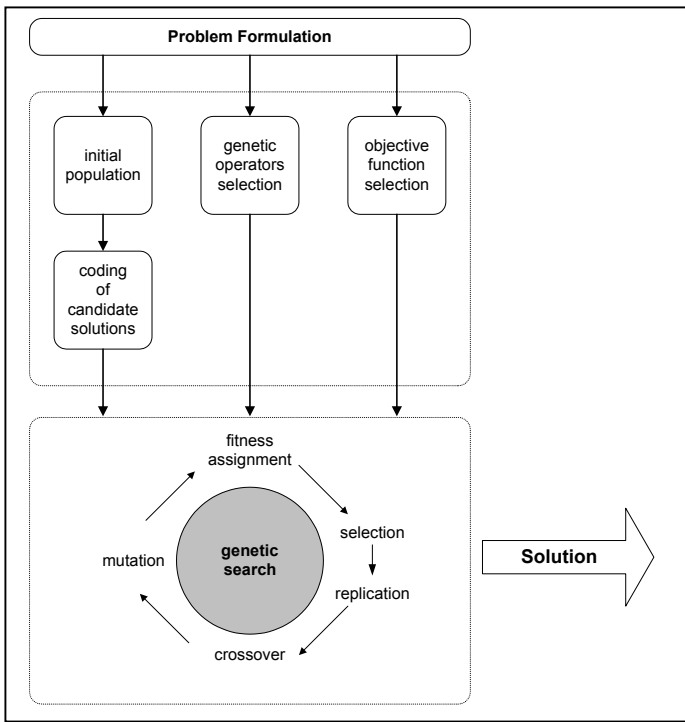 Problem Formulation
initial
population
genetic
operators
selection
objective
function
selection
coding
of
candidate
solutions
fitness
assignment
selection
replication
crossover
mutation
genetic
search
Solution